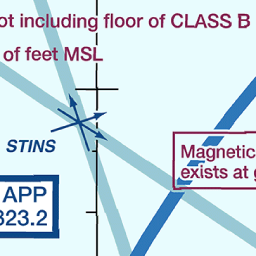 ot including floor of CLASS B
of feet MSL
STINS
Magnetic
exists at
APP
323.2